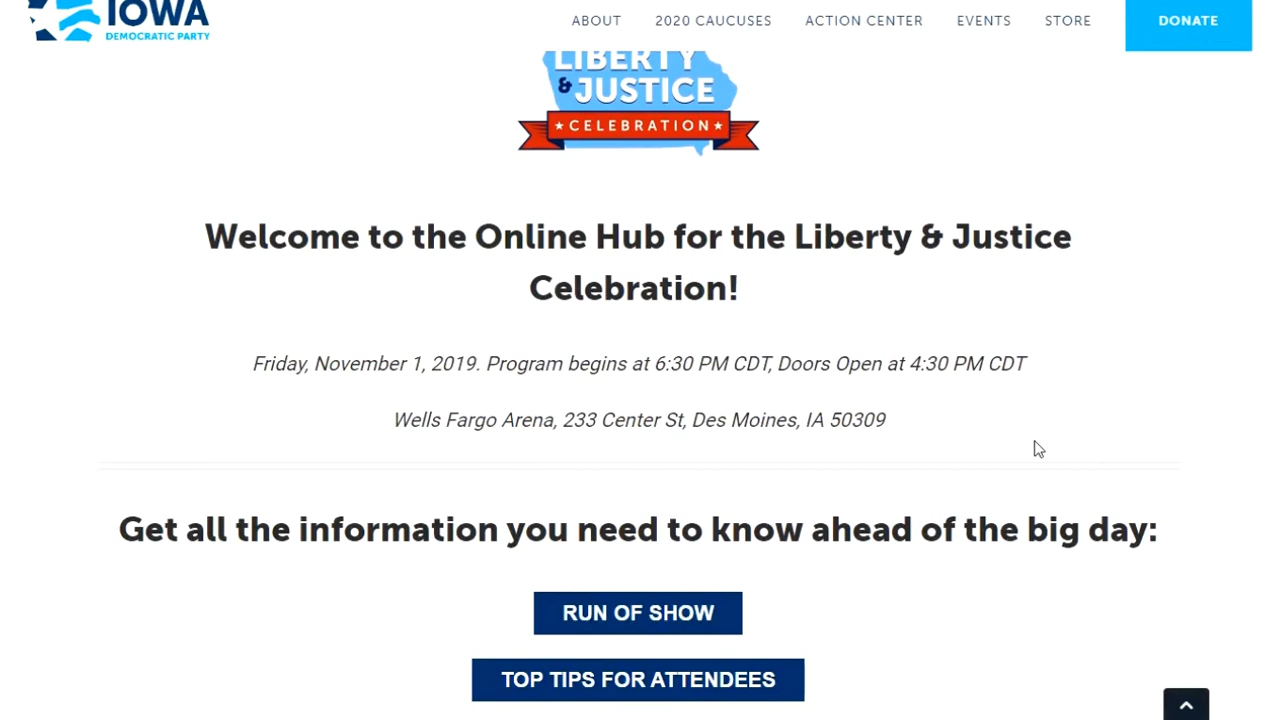 IOWA
DEMOCRATIC PARTY
ABOUT 2020 CAUCUSES ACTION CENTER EVENTS STORE DONATE
LIBERTY
& JUSTICE
CELEBRATION
Welcome to the Online Hub for the Liberty & Justice
Celebration!
Friday, November 1, 2019. Program begins at 6:30 PM CDT, Doors Open at 4:30 PM CDT
Wells Fargo Arena, 233 Center St, Des Moines, IA 50309
Get all the information you need to know ahead of the big day:
RUN OF SHOW
TOP TIPS FOR ATTENDEES